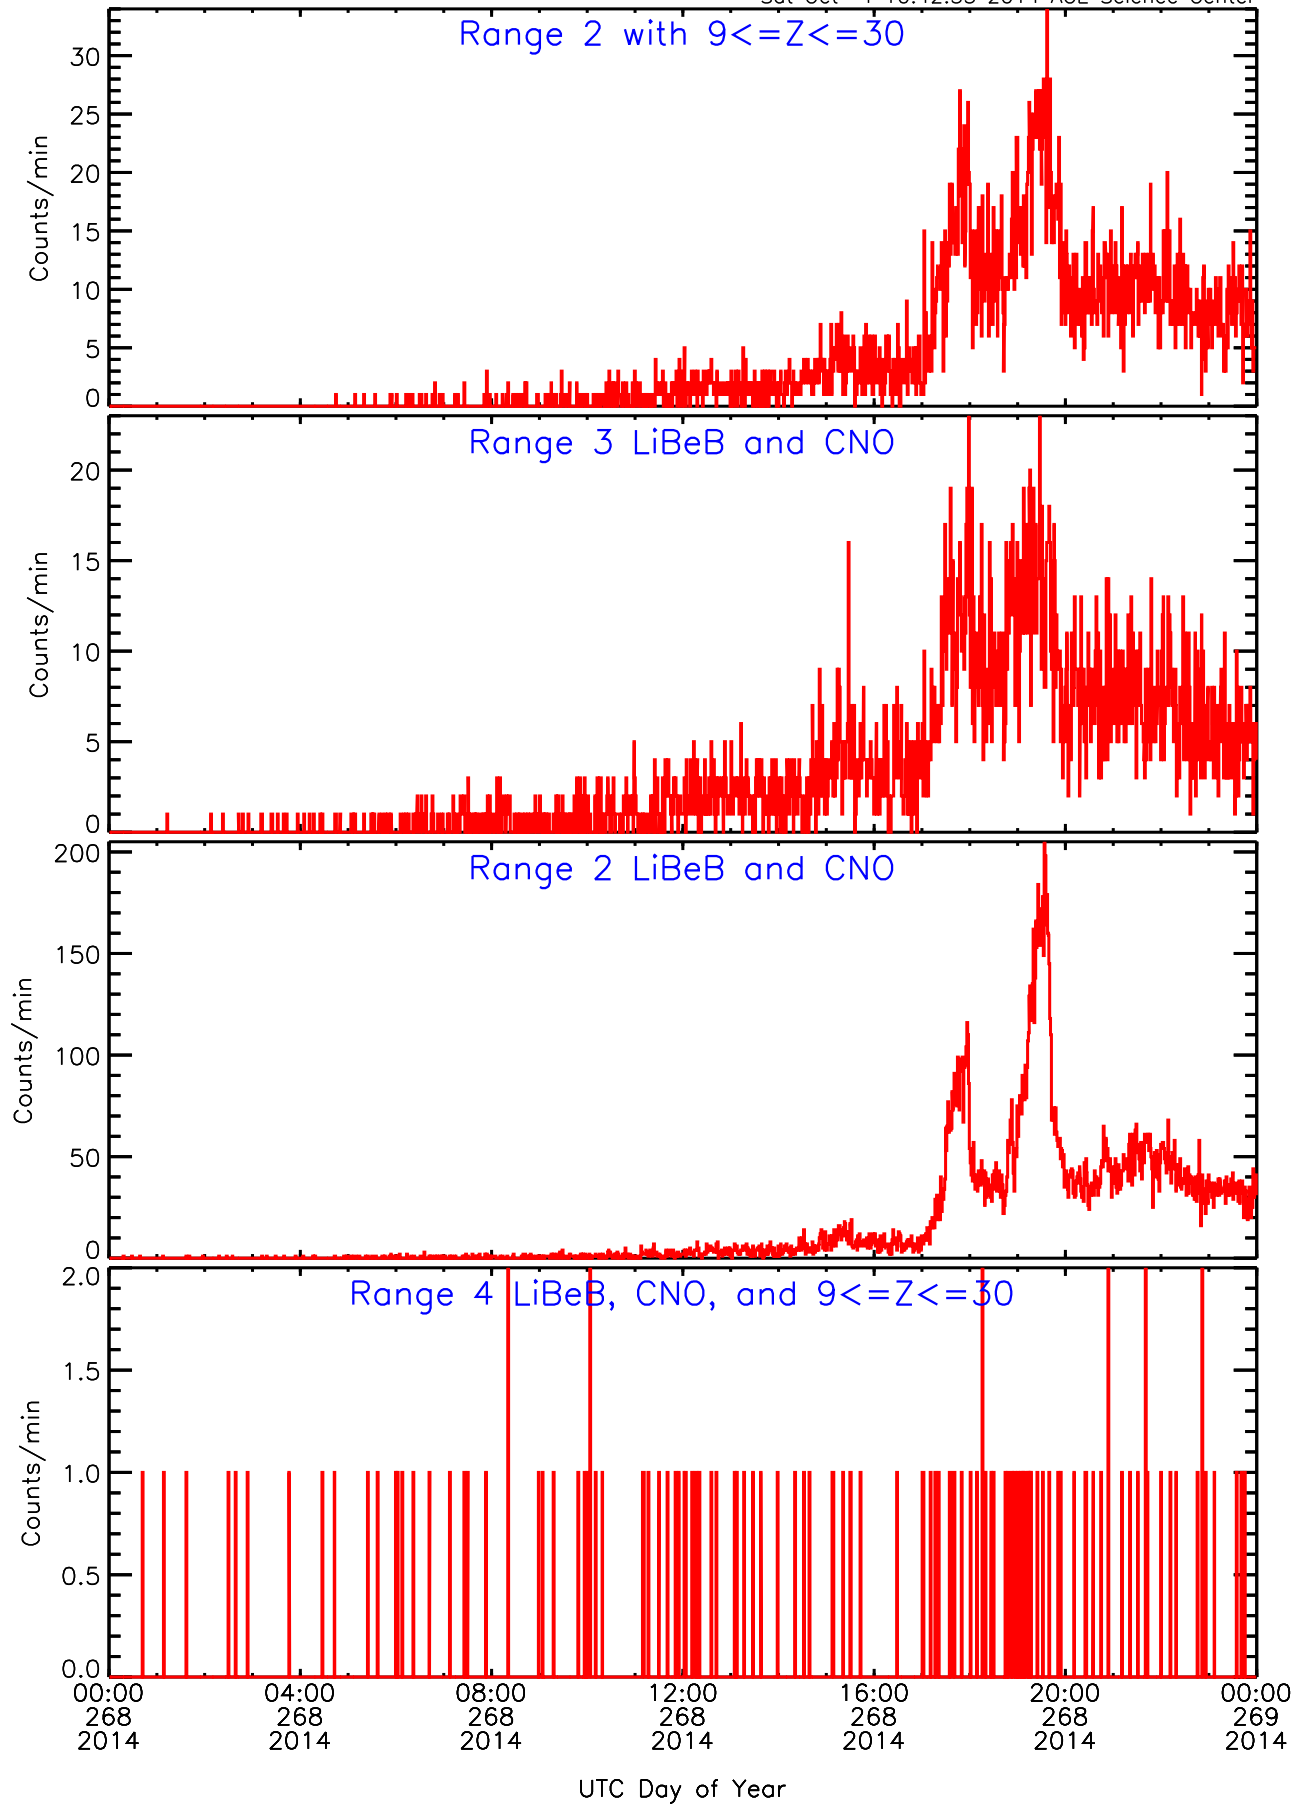 Range 2 with 9<=Z<=30
30
25
20
15
10
5
0
Counts/min
Range 3 LiBeB and CNO
20
15
10
5
0
Counts/min
Range 2 LiBeB and CNO
200
150
100
50
0
Counts/min
Range 4 LiBeB, CNO, and 9<=Z<=30
2.0
1.5
1.0
0.5
0.0
Counts/min
00:00 04:00 08:00 12:00 16:00 20:00 00:00
268 268 268 268 268 268 269
2014 2014 2014 2014 2014 2014 2014
UTC Day of Year